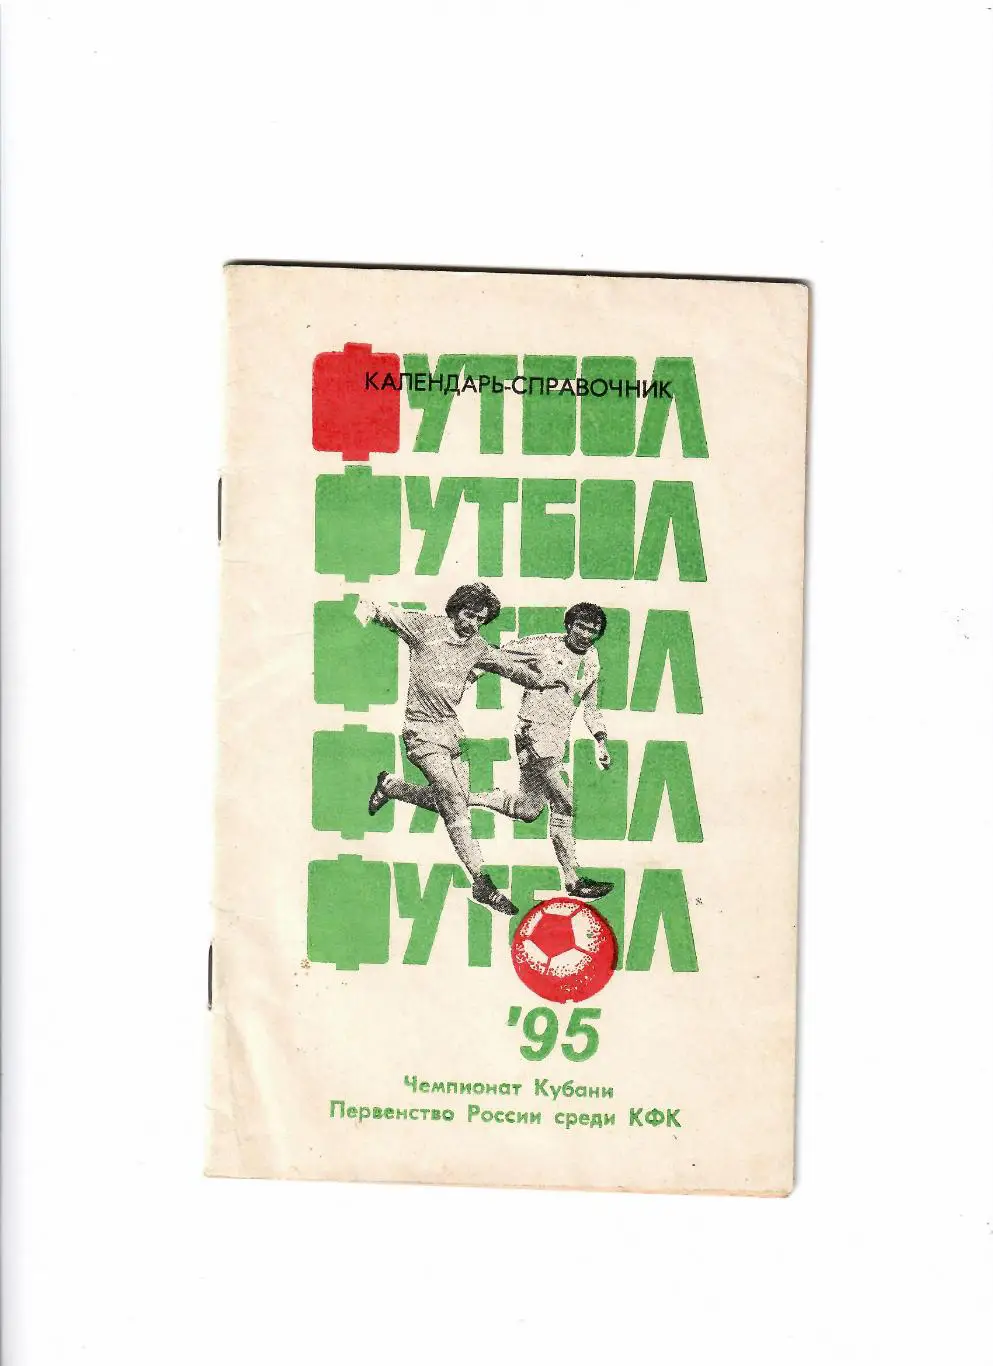 ФУТБОЛ
КАЛЕНДАРЬ-СПРАВОЧНИК
ФУТБОЛ
ФУТБОЛ
ФУТБОЛ
ФУТБОЛ
'95
Чемпионат Кубани
Первенство России среди КФК